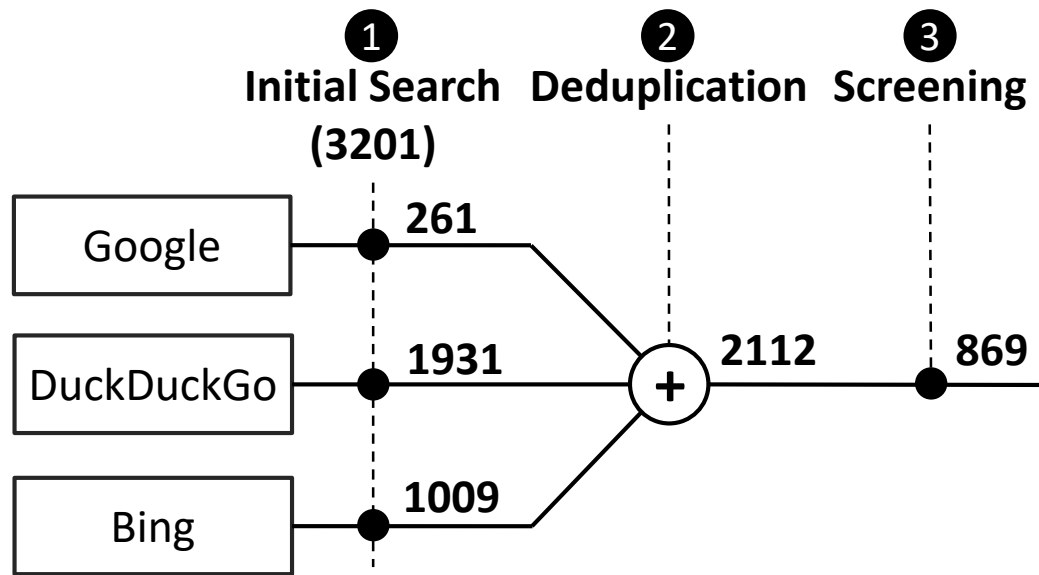 1 2 3
Initial Search Deduplication Screening
(3201)
Google 261
DuckDuckGo 1931 + 2112 869
Bing 1009